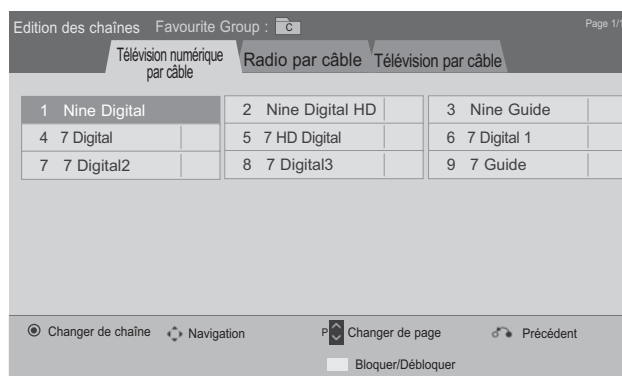 Edition des chaînes Favourite Group : C Page 1/1
Télévision numérique par câble Radio par câble Télévision par câble
1 Nine Digital 2 Nine Digital HD 3 Nine Guide
4 7 Digital 5 7 HD Digital 6 7 Digital 1
7 7 Digital2 8 7 Digital3 9 7 Guide
Changer de chaîne Navigation P Changer de page Précédent
Bloquer/Débloquer